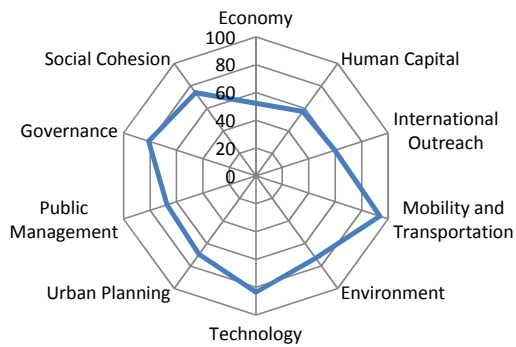 Economy
100
80
60
40
20
0
Human Capital
International
Outreach
Mobility and
Transportation
Environment
Technology
Urban Planning
Public
Management
Governance
Social Cohesion